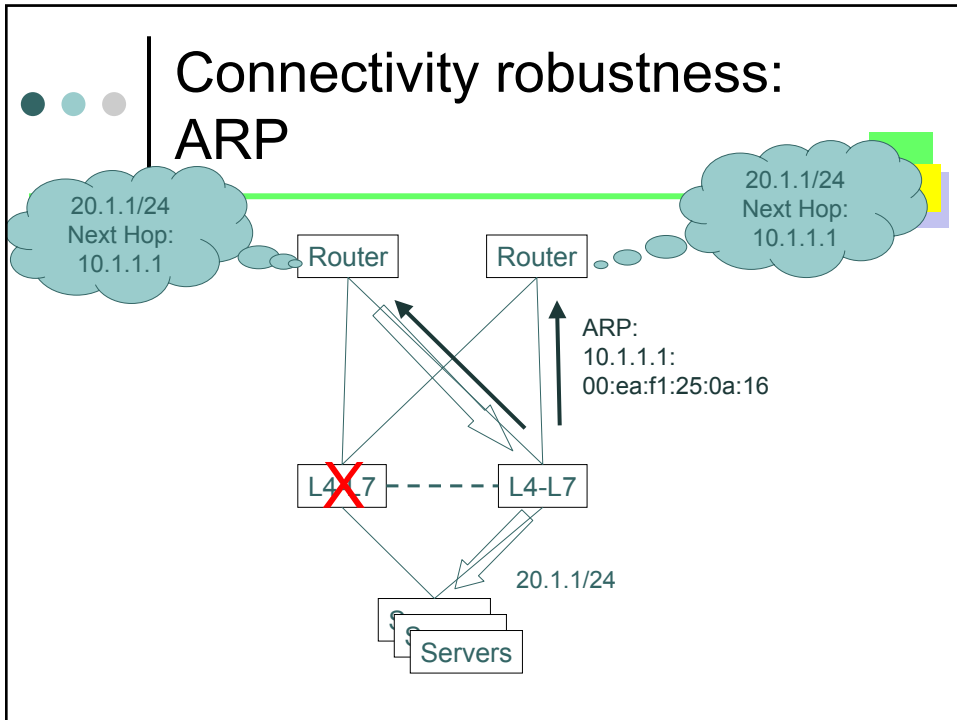 Connectivity robustness:
ARP
20.1.1/24
Next Hop:
10.1.1.1
20.1.1/24
Next Hop:
10.1.1.1
Router
Router
ARP:
10.1.1.1:
00:ea:f1:25:0a:16
L4-L7
X
L4-L7
20.1.1/24
S
S
Servers